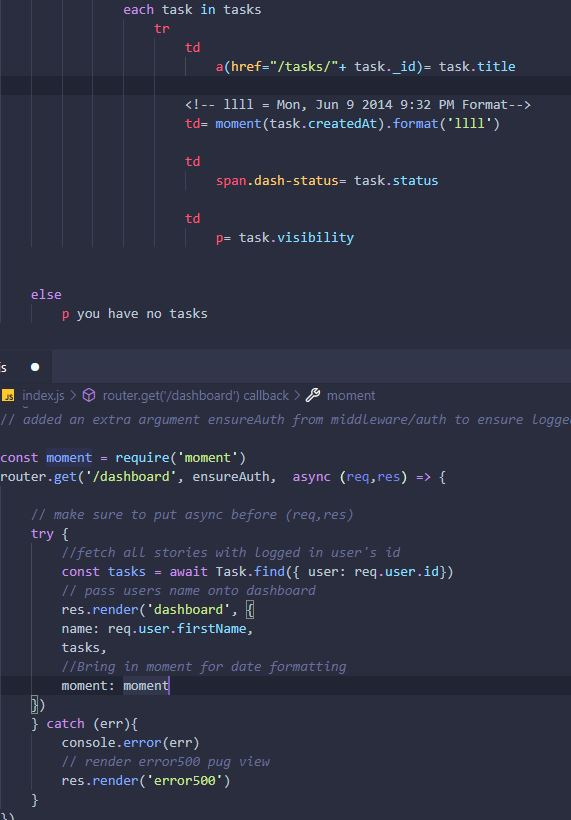 each task in tasks
tr
td
a(href="/tasks/"+ task._id)= task.title
<!-- llll = Mon, Jun 9 2014 9:32 PM Format-->
td= moment(task.createdAt).format('llll')
td
span.dash-status= task.status
td
p= task.visibility
else
p you have no tasks
s
JS index.js > router.get('/dashboard') callback > moment
// added an extra argument ensureAuth from middleware/auth to ensure logge
const moment = require('moment')
router.get('/dashboard', ensureAuth,  async (req,res) => {
// make sure to put async before (req,res)
try {
//fetch all stories with logged in user's id
const tasks = await Task.find({ user: req.user.id})
// pass users name onto dashboard
res.render('dashboard', {
name: req.user.firstName,
tasks,
//Bring in moment for date formatting
moment: moment
})
} catch (err){
console.error(err)
// render error500 pug view
res.render('error500')
}
})